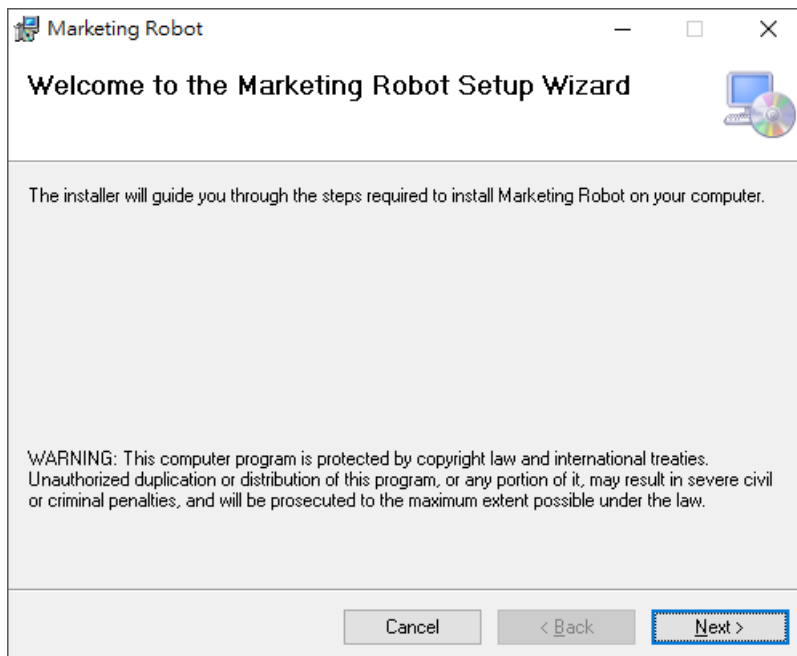 Marketing Robot
Welcome to the Marketing Robot Setup Wizard
The installer will guide you through the steps required to install Marketing Robot on your computer.
WARNING: This computer program is protected by copyright law and international treaties.
Unauthorized duplication or distribution of this program, or any portion of it, may result in severe civil
or criminal penalties, and will be prosecuted to the maximum extent possible under the law.
Cancel < Back Next >